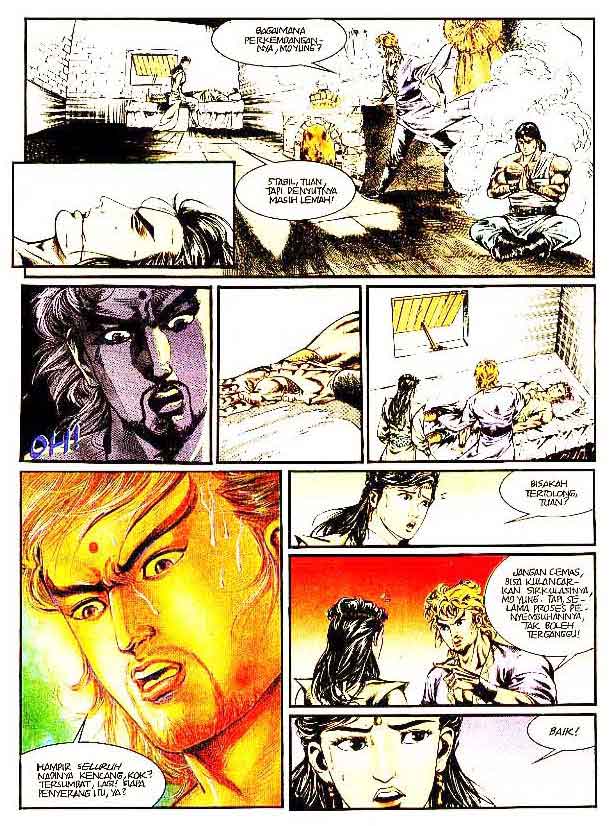 BAGAIMANA
PERKEMBANGAN-
NYA, MO YUNG?
STABIL, TUAN,
TAPI DENYUTNYA
MASIH LEMAH!
OH!
HAMPIR SELURUH
NADINYA KENCANG, KOK?
TERSUMBAT, LAGI! SIAPA
PENYERANG ITU, YA?
BISAKAH
TERTOLONG,
TUAN?
JANGAN CEMAS,
BISA KULANCAR-
KAN SIRKULASINYA,
MO YUNG. TAPI, SE-
LAMA PROSES PE-
NYEMBUHANNYA,
TAK BOLEH
TERGANGGU!
BAIK!